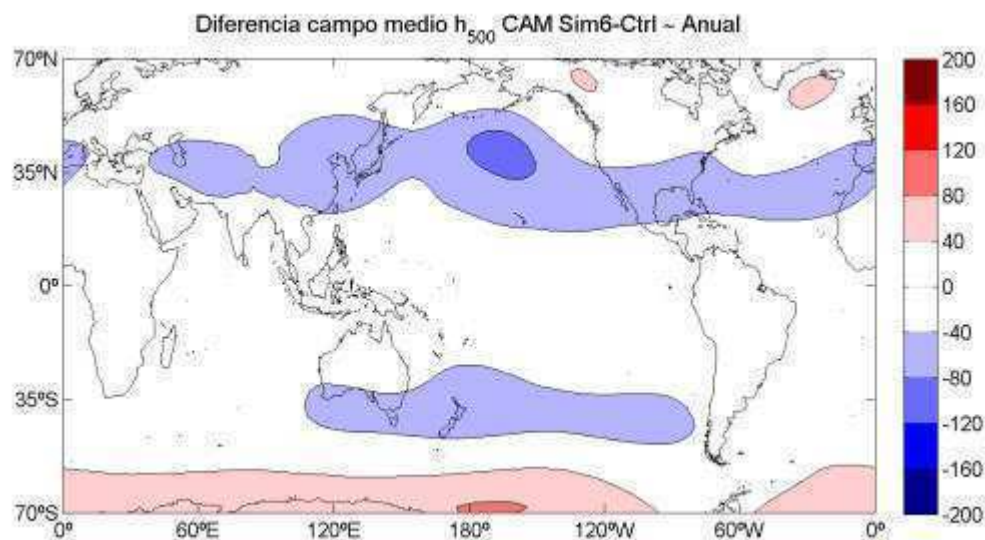 Diferencia campo medio h500 CAM Sim6-Ctrl ~ Anual
70ºN
35ºN
0º
35ºS
70ºS
0º
60ºE
120ºE
180º
120ºW
60ºW
0º
200
160
120
80
40
0
-40
-80
-120
-160
-200